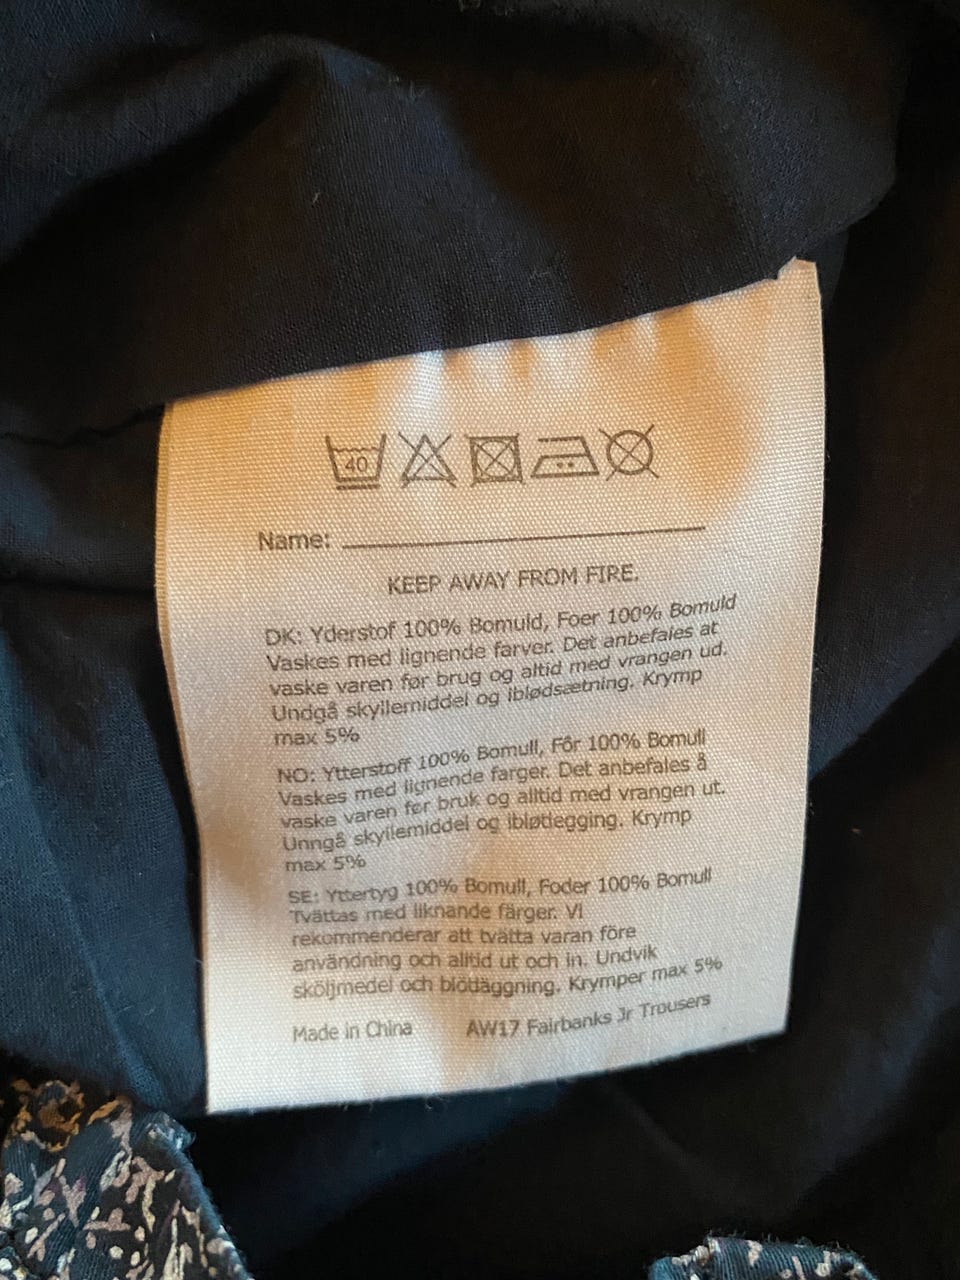 40
Name:
KEEP AWAY FROM FIRE.
DK: Yderstof 100% Bomuld, Foer 100% Bomuld
Vaskes med lignende farver. Det anbefales at
vaske varen før brug og altid med vrangen ud.
Undgå skyllemiddel og iblødsætning. Krymp
max 5%
NO: Ytterstoff 100% Bomull, Fôr 100% Bomull
Vaskes med lignende farger. Det anbefales å
vaske varen før bruk og alltid med vrangen ut.
Unngå skyllemiddel og ibløtlegging. Krymp
max 5%
SE: Yttertyg 100% Bomull, Foder 100% Bomull
Tvättas med liknande färger. Vi
rekommenderar att tvätta varan före
användning och alltid ut och in. Undvik
sköljmedel och blötläggning. Krymper max 5%
Made in China AW17 Fairbanks Jr Trousers